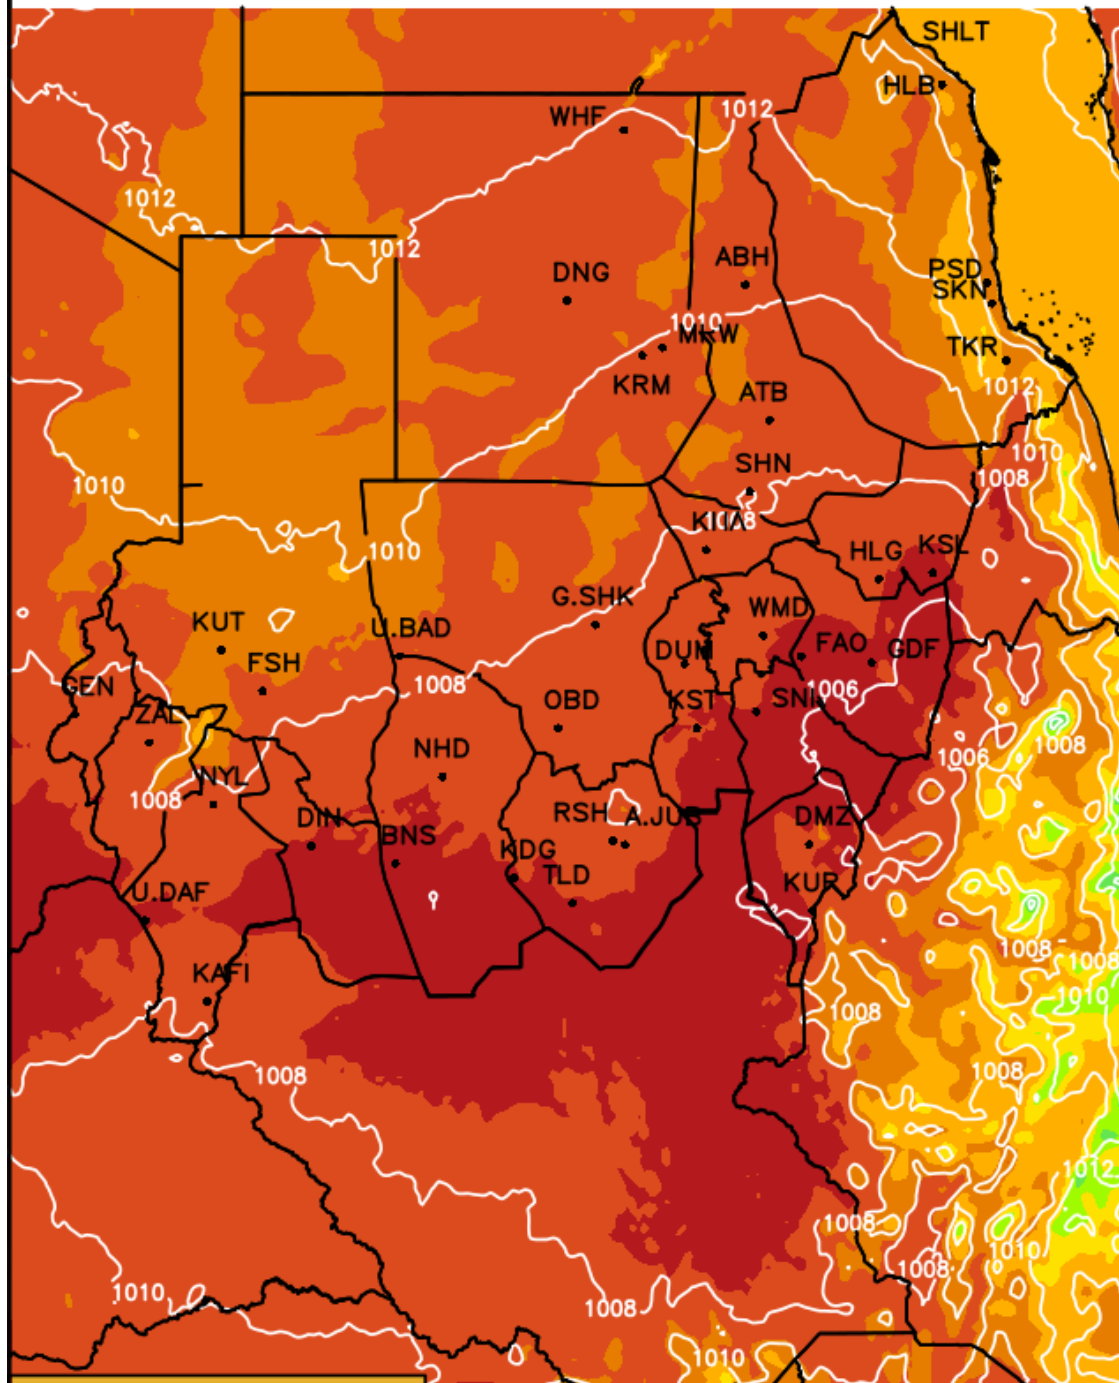 SHLT
HLB
WHF
1012
1012
1012
ABH
DNG
PSD
SKN
1010
MRW
TKR
KRM
1012
ATB
1010
SHN
1008
1010
1008
KHA
1010
HLG
KSL
G.SHK
WMD
KUT
U.BAD
DUM
FAO
GDF
FSH
GEN
1008
1006
SNJ
OBD
KST
ZAL
1008
NHD
1006
NYL
1008
DIN
RSH
A.JUB
DMZ
BNS
KDG
TLD
KUR
U.DAF
1008
1008
KAFI
1010
1008
1008
1008
1012
1008
1010
1008
1010
1008
1010